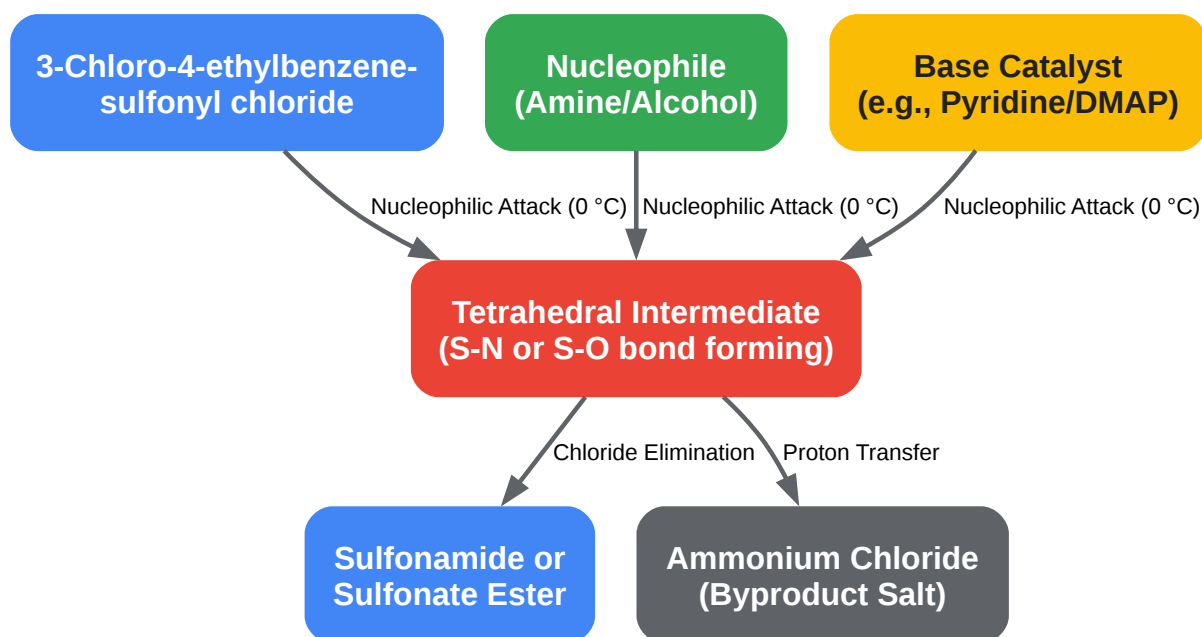 3-Chloro-4-ethylbenzene-
sulfonyl chloride
Nucleophile
(Amine/Alcohol)
Base Catalyst
(e.g., Pyridine/DMAP)
Nucleophilic Attack (0 °C)
Nucleophilic Attack (0 °C)
Nucleophilic Attack (0 °C)
Tetrahedral Intermediate
(S-N or S-O bond forming)
Chloride Elimination
Proton Transfer
Sulfonamide or
Sulfonate Ester
Ammonium Chloride
(Byproduct Salt)